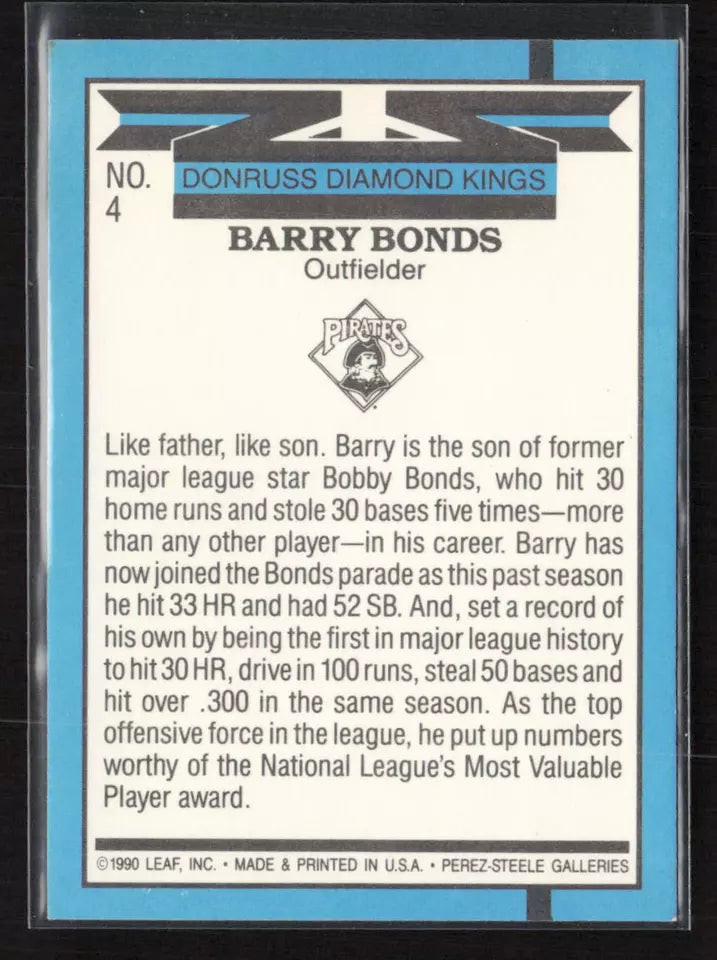 NO.
4
DONRUSS DIAMOND KINGS
BARRY BONDS
Outfielder
PIRATES
Like father, like son. Barry is the son of former
major league star Bobby Bonds, who hit 30
home runs and stole 30 bases five times—more
than any other player—in his career. Barry has
now joined the Bonds parade as this past season
he hit 33 HR and had 52 SB. And, set a record of
his own by being the first in major league history
to hit 30 HR, drive in 100 runs, steal 50 bases and
hit over .300 in the same season. As the top
offensive force in the league, he put up numbers
worthy of the National League's Most Valuable
Player award.
©1990 LEAF, INC. • MADE & PRINTED IN U.S.A. • PEREZ-STEELE GALLERIES